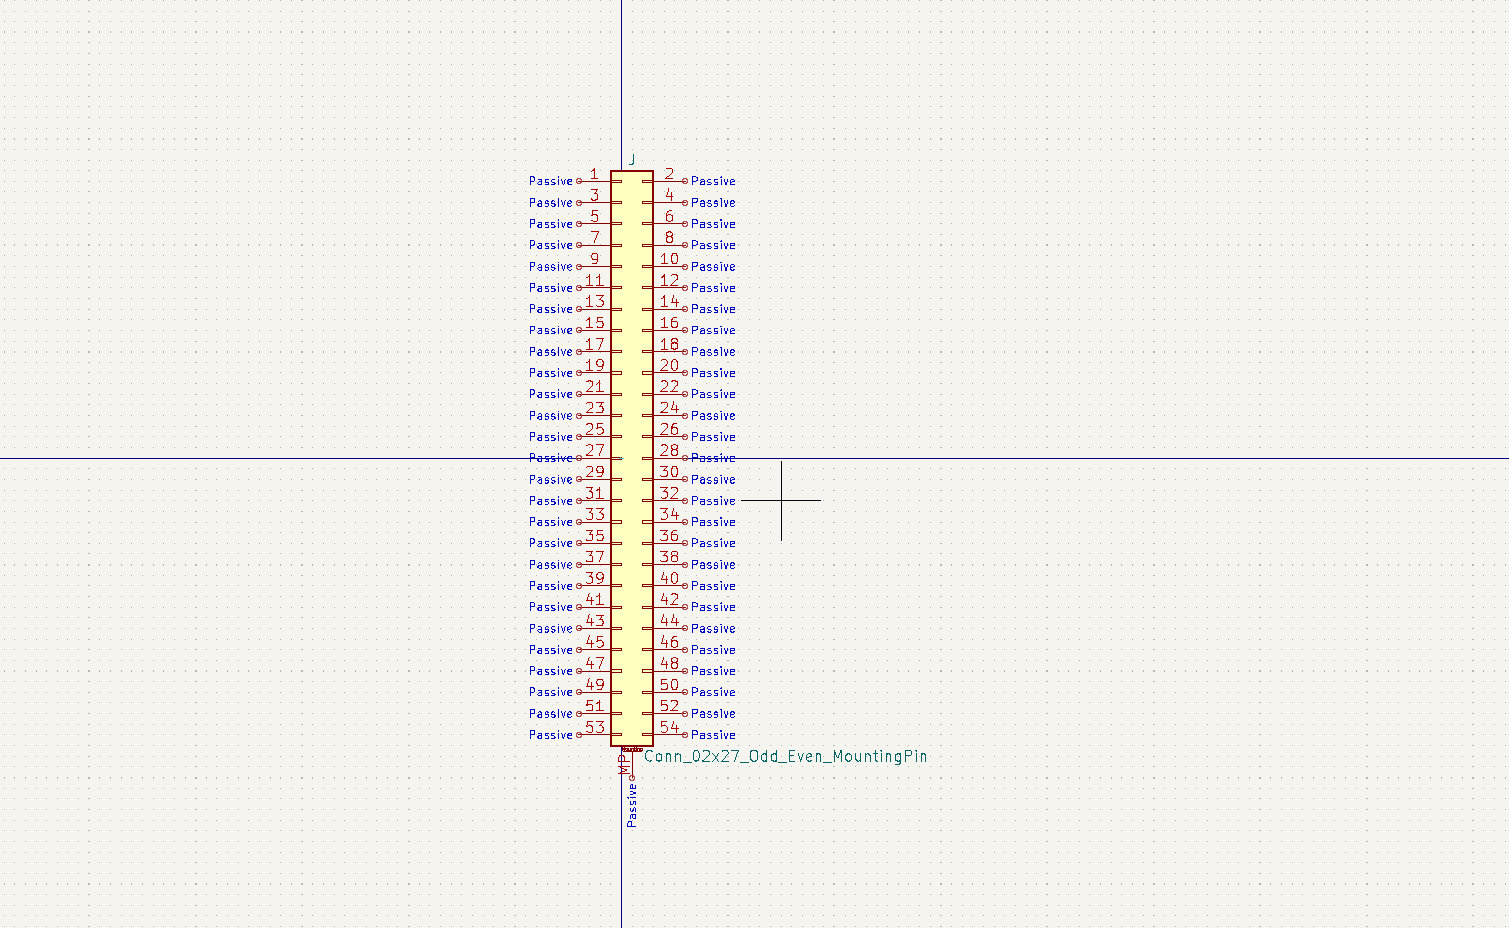 J
Passive 1 2 Passive
Passive 3 4 Passive
Passive 5 6 Passive
Passive 7 8 Passive
Passive 9 10 Passive
Passive 11 12 Passive
Passive 13 14 Passive
Passive 15 16 Passive
Passive 17 18 Passive
Passive 19 20 Passive
Passive 21 22 Passive
Passive 23 24 Passive
Passive 25 26 Passive
Passive 27 28 Passive
Passive 29 30 Passive
Passive 31 32 Passive
Passive 33 34 Passive
Passive 35 36 Passive
Passive 37 38 Passive
Passive 39 40 Passive
Passive 41 42 Passive
Passive 43 44 Passive
Passive 45 46 Passive
Passive 47 48 Passive
Passive 49 50 Passive
Passive 51 52 Passive
Passive 53 54 Passive
Conn_02x27_Odd_Even_MountingPin
MP
Passive